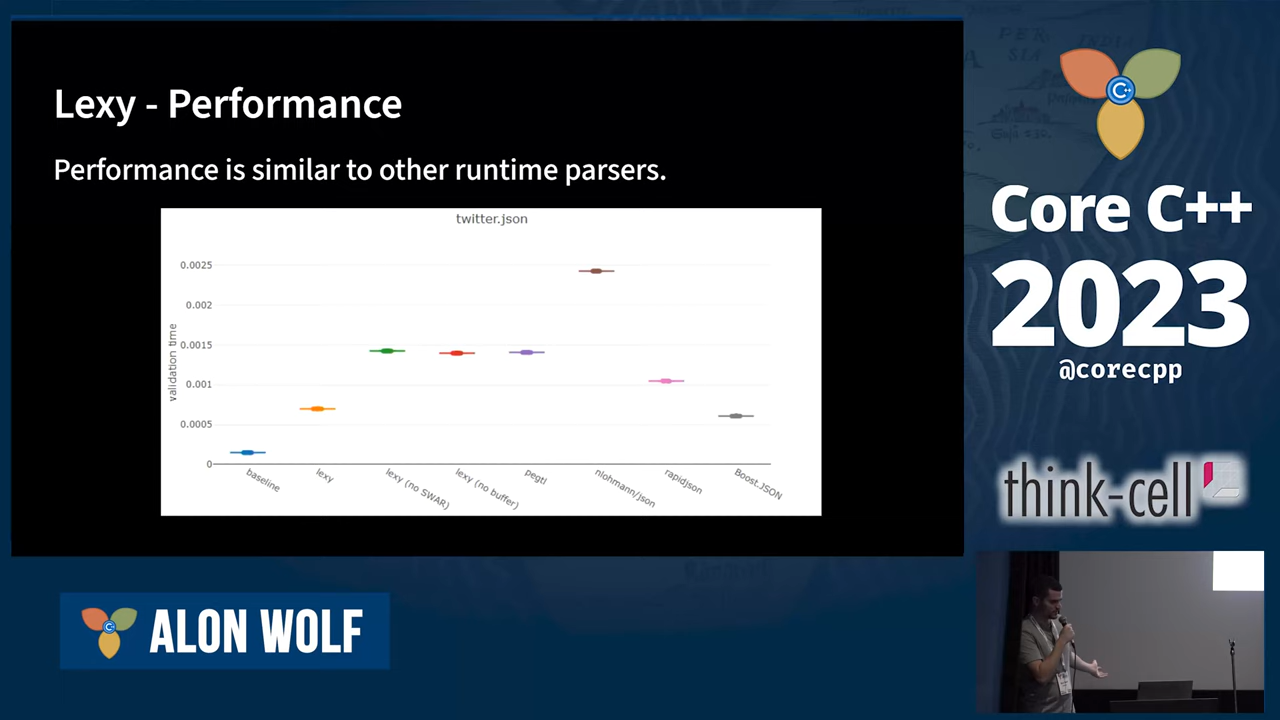 Lexy - Performance
Performance is similar to other runtime parsers.
twitter.json
validation time
0.0025
0.002
0.0015
0.001
0.0005
0
baseline
lexy
lexy (no SWAR)
lexy (no buffer)
pegtl
nlohmann/json
rapidjson
Boost.JSON
C++
Core C++
2023
@corecpp
think-cell
ALON WOLF